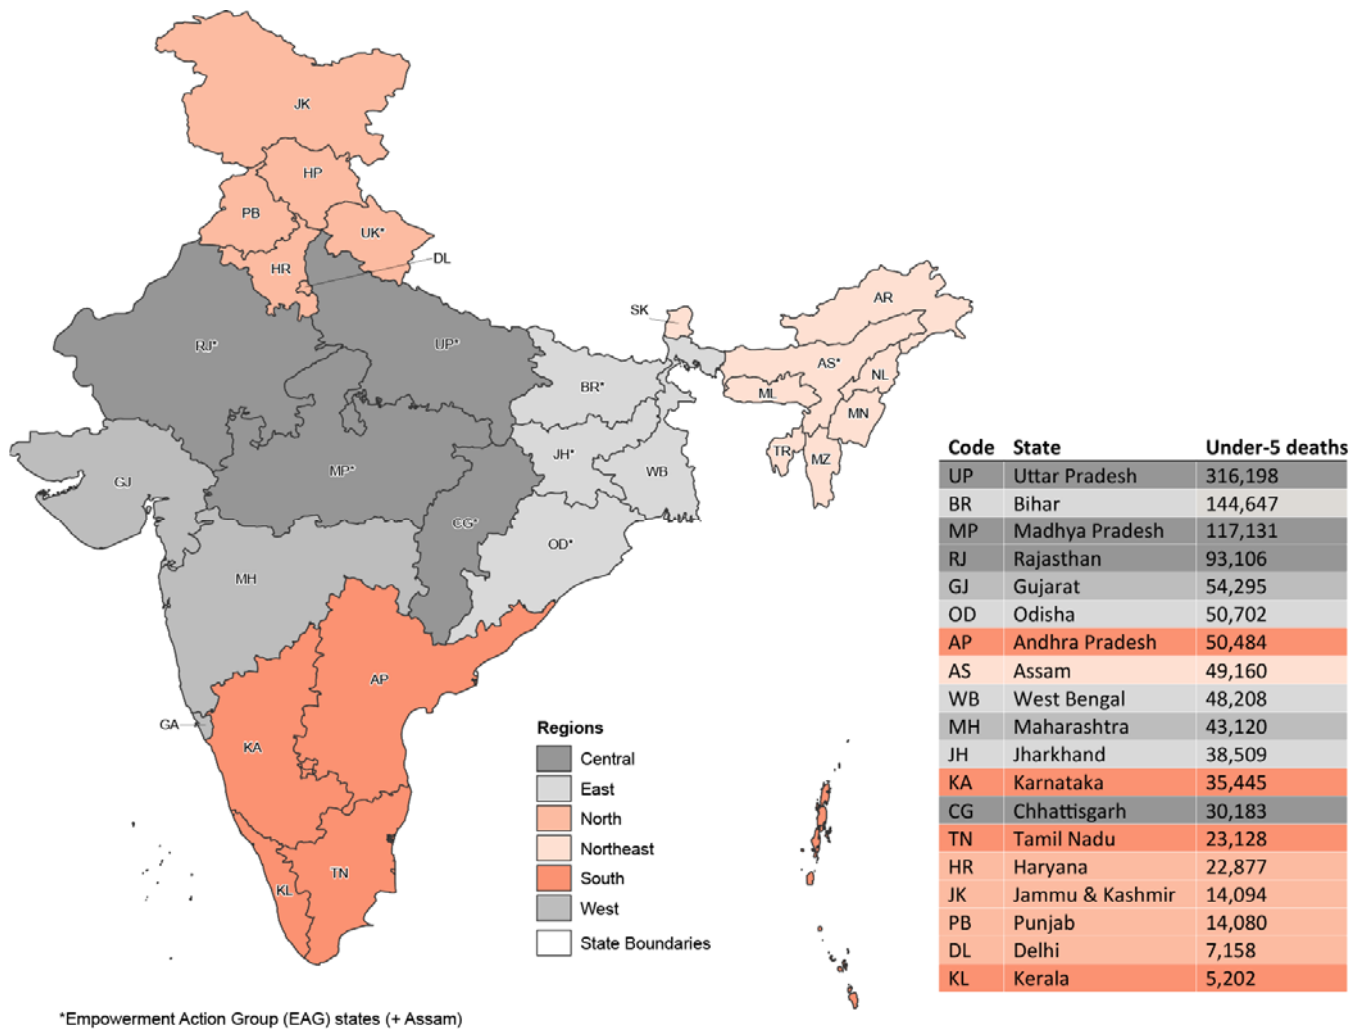 JK
HP
PB
UK*
HR
DL
RJ*
UP*
SK
AR
AS*
NL
BR*
ML
MN
TR
MZ
JH*
WB
GJ
MP*
CG*
OD*
MH
AP
GA
KA
TN
KL
Regions
Central
East
North
Northeast
South
West
State Boundaries
Code State Under-5 deaths
UP Uttar Pradesh 316,198
BR Bihar 144,647
MP Madhya Pradesh 117,131
RJ Rajasthan 93,106
GJ Gujarat 54,295
OD Odisha 50,702
AP Andhra Pradesh 50,484
AS Assam 49,160
WB West Bengal 48,208
MH Maharashtra 43,120
JH Jharkhand 38,509
KA Karnataka 35,445
CG Chhattisgarh 30,183
TN Tamil Nadu 23,128
HR Haryana 22,877
JK Jammu & Kashmir 14,094
PB Punjab 14,080
DL Delhi 7,158
KL Kerala 5,202
*Empowerment Action Group (EAG) states (+ Assam)